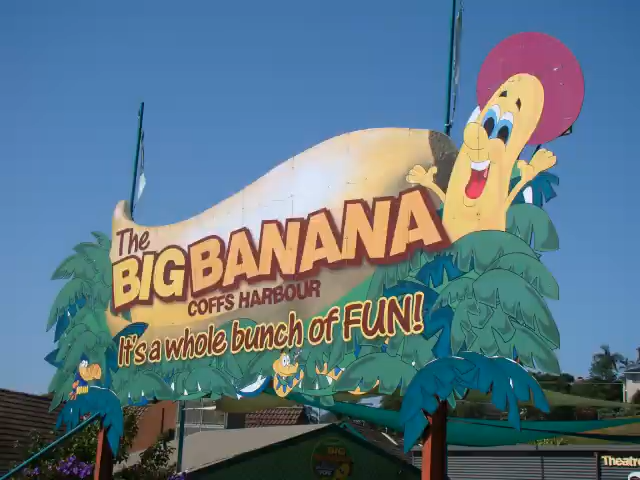 The
BIG BANANA
COFFS HARBOUR
It's a whole bunch of FUN!
Theatre